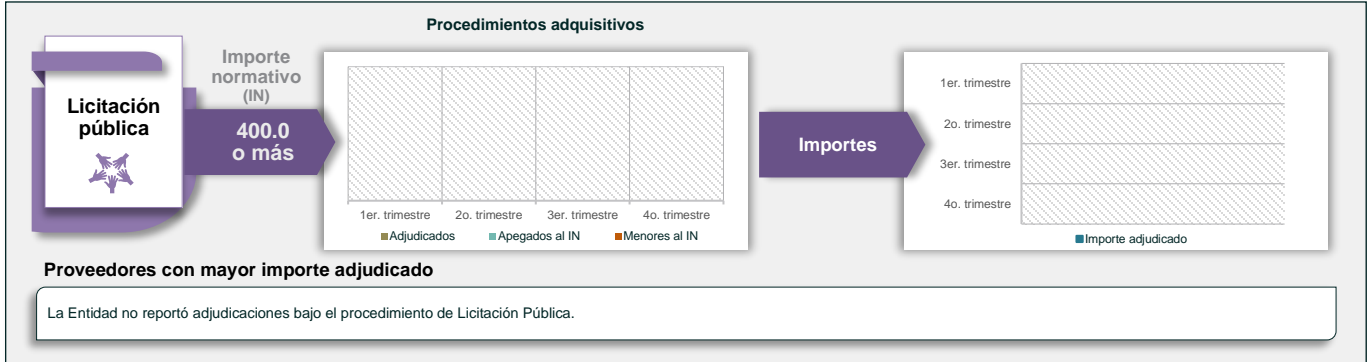 Procedimientos adquisitivos
Licitación
pública
Importe
normativo
(IN)
400.0
o más
1er. trimestre
2o. trimestre
3er. trimestre
4o. trimestre
Adjudicados
Apegados al IN
Menores al IN
Importes
1er. trimestre
2o. trimestre
3er. trimestre
4o. trimestre
Importe adjudicado
Proveedores con mayor importe adjudicado
La Entidad no reportó adjudicaciones bajo el procedimiento de Licitación Pública.